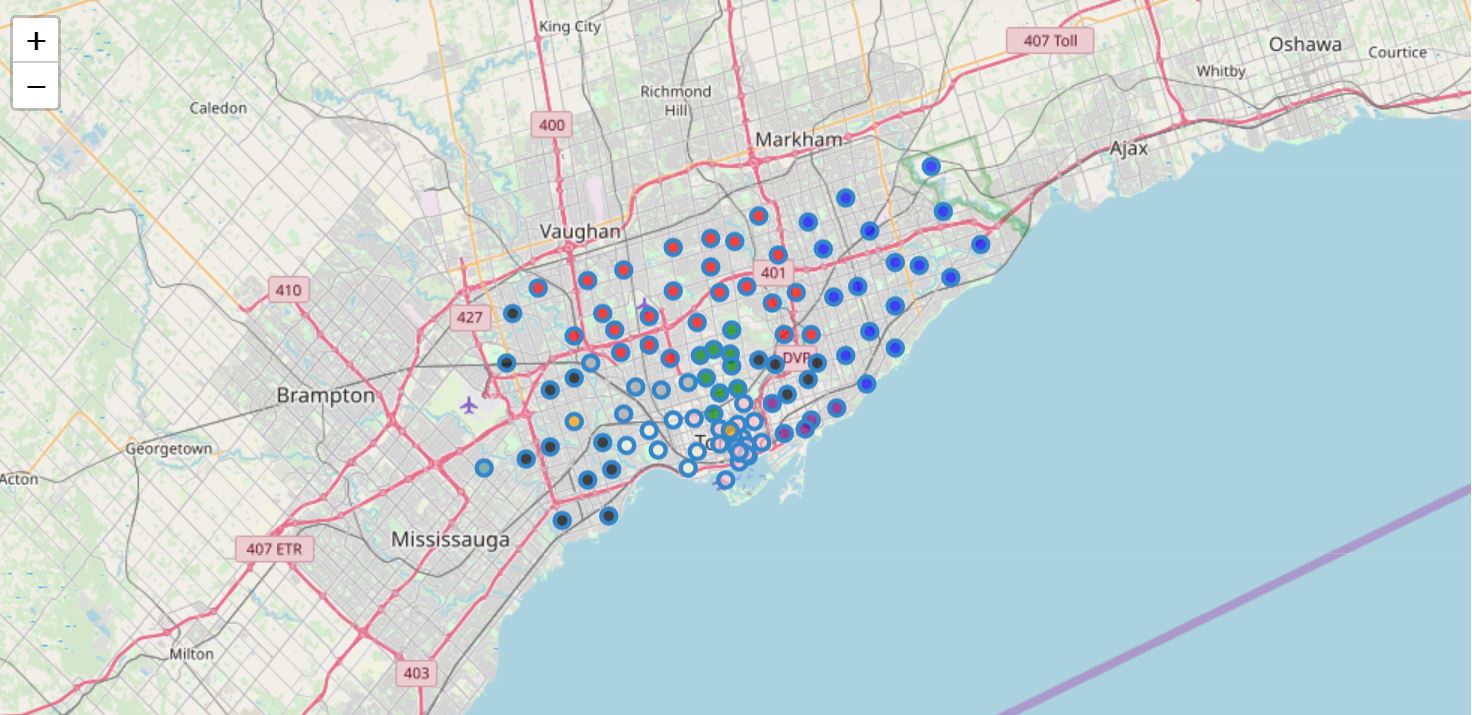 +
−
King City
Oshawa
407 Toll
Courtice
Whitby
Richmond
Hill
Caledon
400
Markham
Ajax
Vaughan
401
410
427
DVP
Brampton
To
Georgetown
Acton
Mississauga
407 ETR
Milton
403